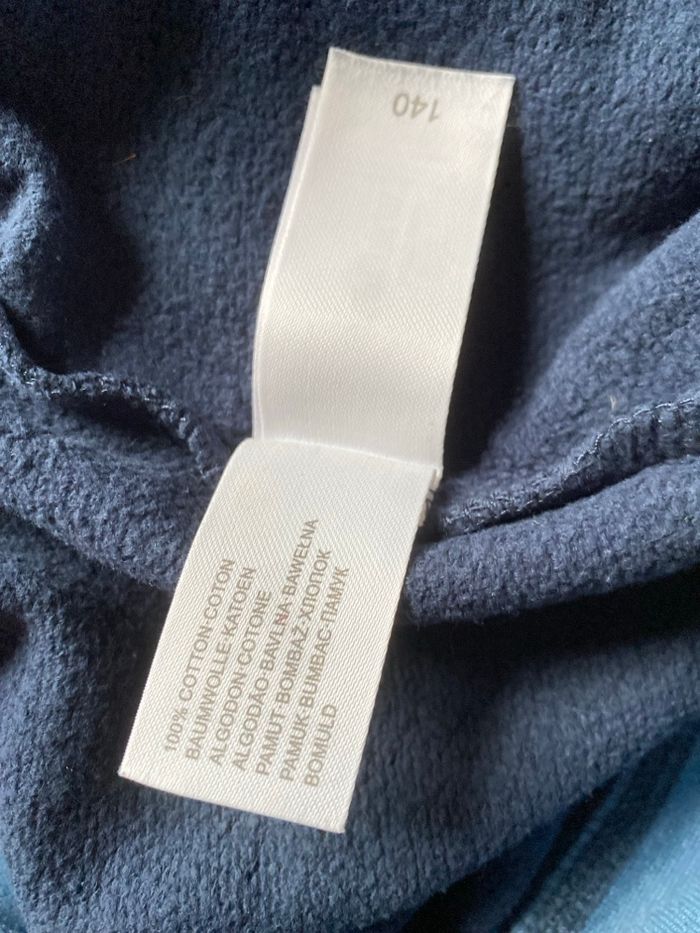 140
100% COTTON-COTON
BAUMWOLLE-KATOEN
ALGODON-COTONE
ALGODÃO-BAVLNA-BAWEŁNA
PAMUT BOMBAŽ-ХЛОПОК
PAMUK-BUMBAC-ПАМУК
BOMULD